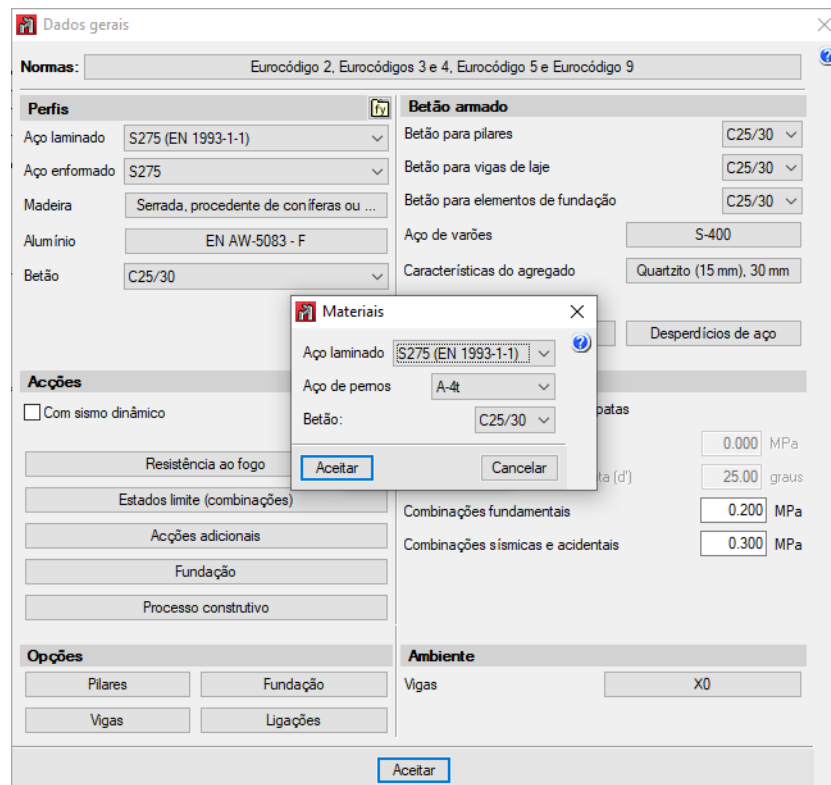 Dados gerais
Normas: Eurocódigo 2, Eurocódigos 3 e 4, Eurocódigo 5 e Eurocódigo 9
Perfis
fy
Aço laminado S275 (EN 1993-1-1)
Aço enformado S275
Madeira Serrada, procedente de coníferas ou ...
Alumínio EN AW-5083 - F
Betão C25/30
Betão armado
Betão para pilares C25/30
Betão para vigas de laje C25/30
Betão para elementos de fundação C25/30
Aço de varões S-400
Características do agregado Quartzito (15 mm), 30 mm
Desperdícios de aço
Materiais
Aço laminado S275 (EN 1993-1-1)
Aço de pernos A-4t
Betão: C25/30
Aceitar Cancelar
Acções
Com sismo dinâmico
Resistência ao fogo
Estados limite (combinações)
Acções adicionais
Fundação
Processo construtivo
patas
0.000 MPa
ta (d') 25.00 graus
Combinações fundamentais 0.200 MPa
Combinações sísmicas e acidentais 0.300 MPa
Opções
Pilares Fundação
Vigas Ligações
Ambiente
Vigas X0
Aceitar